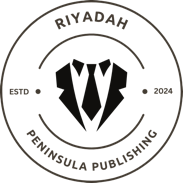 RIYADAH
ESTD
2024
PENINSULA PUBLISHING